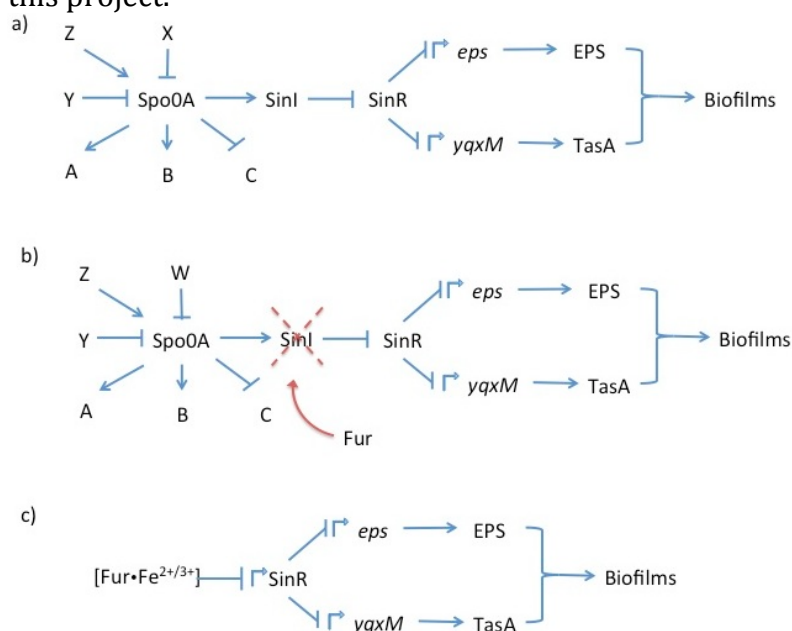 this project.
a)
Z X
eps EPS
Y Spo0A SinI SinR Biofilms
yqxM TasA
A B C
b)
Z W
eps EPS
Y Spo0A SinI SinR Biofilms
yqxM TasA
A B C
Fur
c)
eps EPS
[Fur•Fe2+/3+] SinR Biofilms
yqxM TasA